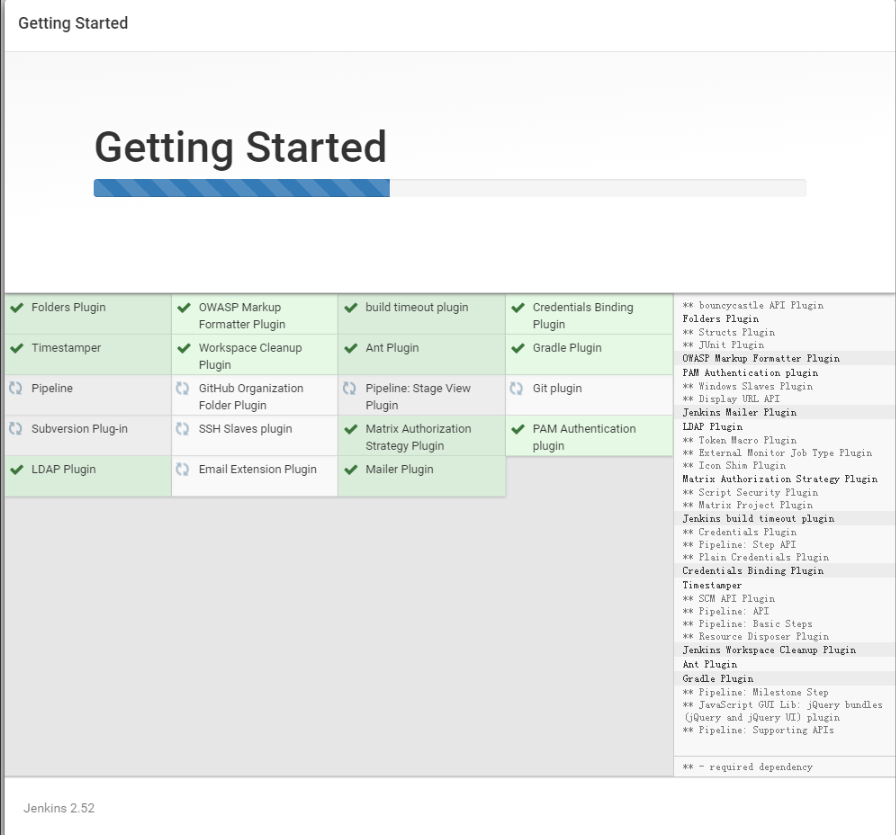 Getting Started
Getting Started
Folders Plugin
OWASP Markup
Formatter Plugin
build timeout plugin
Credentials Binding
Plugin
Timestamper
Workspace Cleanup
Plugin
Ant Plugin
Gradle Plugin
Pipeline
GitHub Organization
Folder Plugin
Pipeline: Stage View
Plugin
Git plugin
Subversion Plug-in
SSH Slaves plugin
Matrix Authorization
Strategy Plugin
PAM Authentication
plugin
LDAP Plugin
Email Extension Plugin
Mailer Plugin
** bouncycastle API Plugin
Folders Plugin
** Structs Plugin
** JUnit Plugin
OWASP Markup Formatter Plugin
PAM Authentication plugin
** Windows Slaves Plugin
** Display URL API
Jenkins Mailer Plugin
LDAP Plugin
** Token Macro Plugin
** External Monitor Job Type Plugin
** Icon Shim Plugin
Matrix Authorization Strategy Plugin
** Script Security Plugin
** Matrix Project Plugin
Jenkins build timeout plugin
** Credentials Plugin
** Pipeline: Step API
** Plain Credentials Plugin
Credentials Binding Plugin
Timestamper
** SCM API Plugin
** Pipeline: API
** Pipeline: Basic Steps
** Resource Disposer Plugin
Jenkins Workspace Cleanup Plugin
Ant Plugin
Gradle Plugin
** Pipeline: Milestone Step
** JavaScript GUI Lib: jQuery bundles
(jQuery and jQuery UI) plugin
** Pipeline: Supporting APIs
** - required dependency
Jenkins 2.52